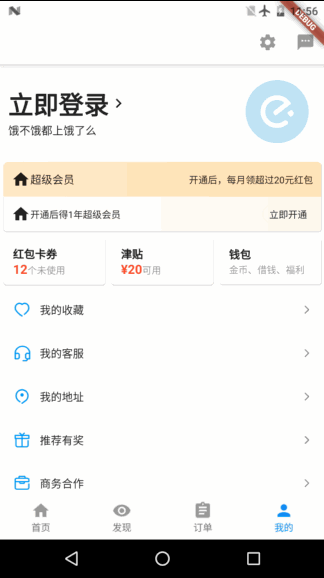 11:56
DEBUG
立即登录
饿不饿都上饿了么
超级会员
开通后，每月领超过20元红包
开通后得1年超级会员
立即开通
红包卡券
12个未使用
津贴
¥20可用
钱包
金币、借钱、福利
我的收藏
我的客服
我的地址
推荐有奖
商务合作
首页
发现
订单
我的